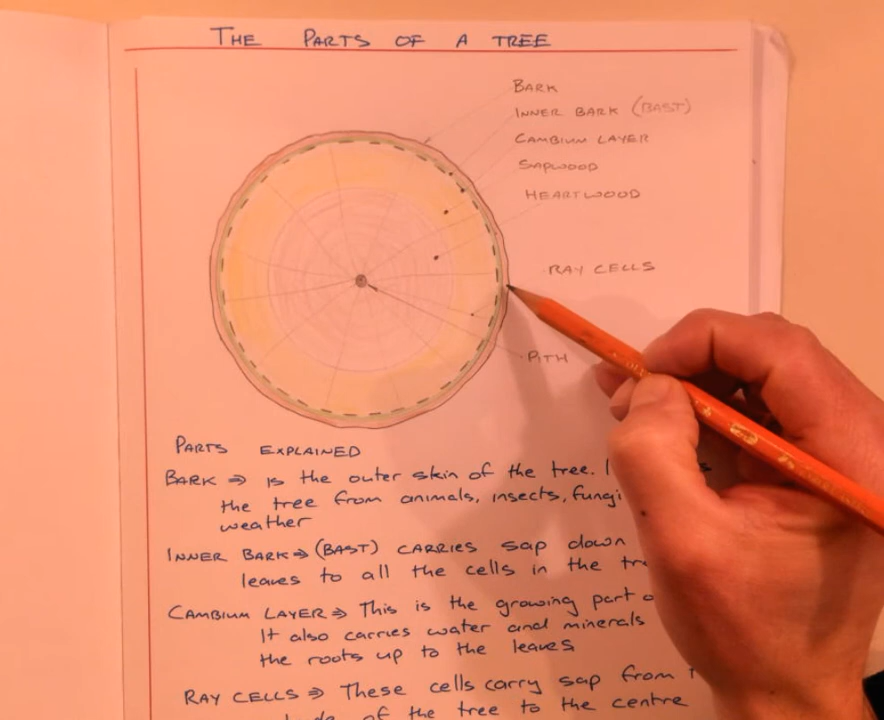 THE PARTS OF A TREE
BARK
INNER BARK (BAST)
CAMBIUM LAYER
SAPWOOD
HEARTWOOD
RAY CELLS
PITH
PARTS EXPLAINED
BARK ⇒ is the outer skin of the tree.
the tree from animals, insects, fungi
weather
INNER BARK ⇒ (BAST) CARRIES sap down
leaves to all the cells in the
CAMBIUM LAYER ⇒ This is the growing part
It also carries water and minerals
the roots up to the leaves
RAY CELLS ⇒ These cells carry sap from
of the tree to the centre